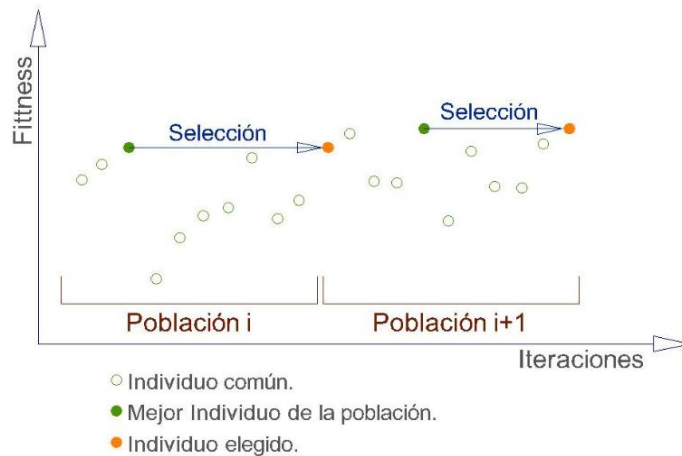 Fittness
Selección
Selección
Población i
Población i+1
Iteraciones
Individuo común.
Mejor Individuo de la población.
Individuo elegido.